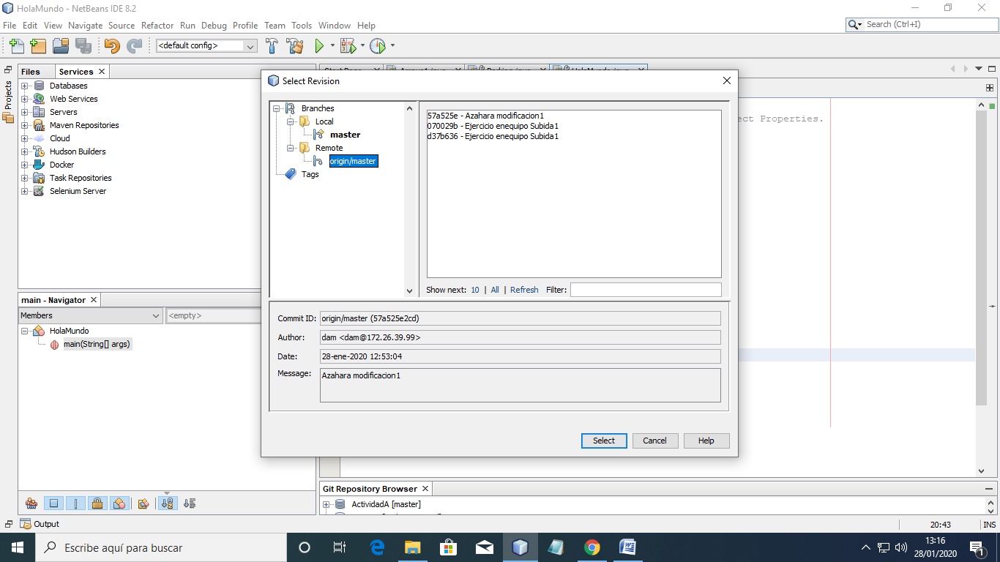 HolaMundo - NetBeans IDE 8.2
File Edit View Navigate Source Refactor Run Debug Profile Team Tools Window Help
Search (Ctrl+I)
<default config>
Projects
Files
Services
Databases
Web Services
Servers
Maven Repositories
Cloud
Hudson Builders
Docker
Task Repositories
Selenium Server
ect Properties.
Select Revision
Branches
Local
master
Remote
origin/master
Tags
57a525e - Azahara modificacion1
070029b - Ejercicio enequipo Subida1
d37b636 - Ejercicio enequipo Subida1
Show next: 10 | All | Refresh Filter:
Commit ID: origin/master (57a525e2cd)
Author: dam <dam@172.26.39.99>
Date: 28-ene-2020 12:53:04
Message: Azahara modificacion1
Select Cancel Help
main - Navigator
Members
<empty>
HolaMundo
main(String[] args)
Git Repository Browser
ActividadA [master]
Output
20:43 INS
Escribe aquí para buscar
13:16
28/01/2020
1